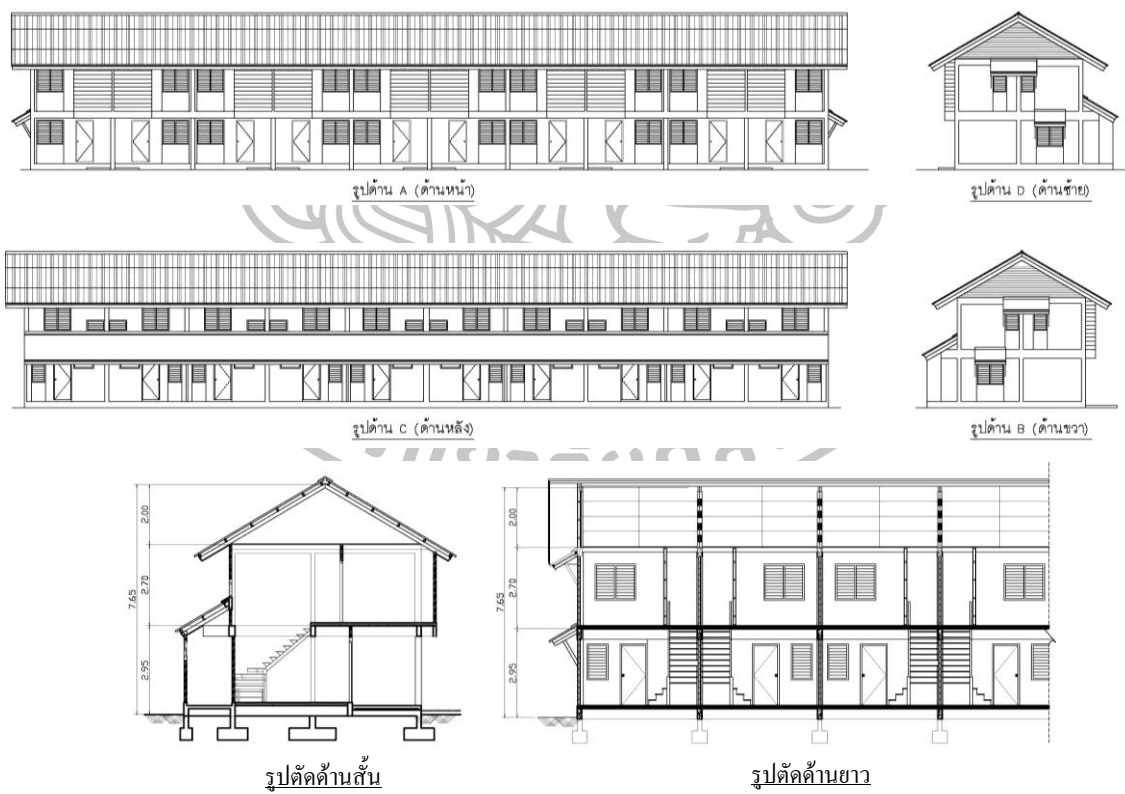 รูปด้าน A (ด้านหน้า)
รูปด้าน D (ด้านซ้าย)
รูปด้าน C (ด้านหลัง)
รูปด้าน B (ด้านขวา)
2.00
2.70
7.65
2.95
2.00
2.70
7.65
2.95
รูปตัดด้านสั้น
รูปตัดด้านยาว